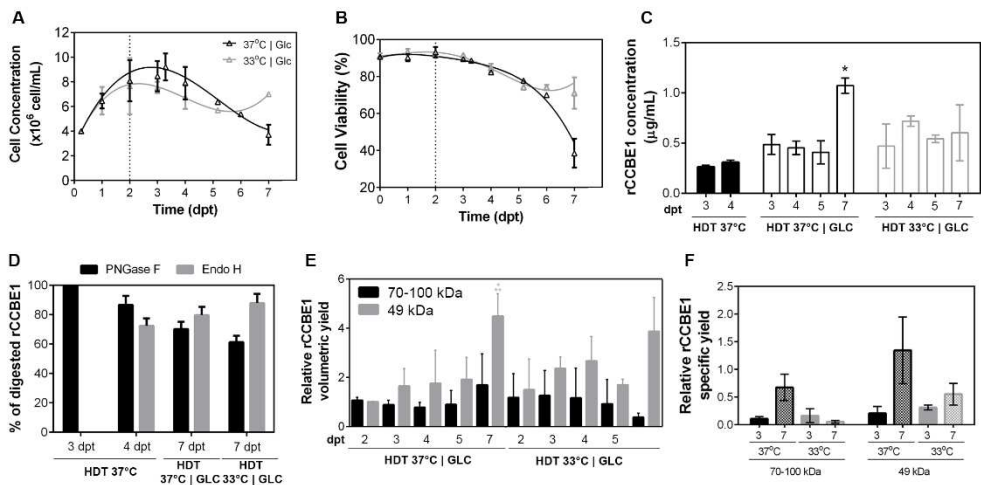 A
Cell Concentration
(x10⁶ cell/mL)
12
10
8
6
4
2
0
0 1 2 3 4 5 6 7
Time (dpt)
37°C | Glc
33°C | Glc
B
Cell Viability (%)
100
80
60
40
20
0 1 2 3 4 5 6 7
Time (dpt)
C
rCCBE1 concentration
(µg/mL)
1.5
1.0
0.5
0.0
*
dpt 3 4 3 4 5 7 3 4 5 7
HDT 37°C HDT 37°C | GLC HDT 33°C | GLC
D
PNGase F Endo H
% of digested rCCBE1
100
80
60
40
20
0
3 dpt 4 dpt 7 dpt 7 dpt
HDT 37°C HDT 37°C | GLC HDT 33°C | GLC
E
70-100 kDa
49 kDa
Relative rCCBE1
volumetric yield
6
4
2
0
dpt 2 3 4 5 7 2 3 4 5
HDT 37°C | GLC HDT 33°C | GLC
F
Relative rCCBE1
specific yield
2.0
1.5
1.0
0.5
0.0
3 7 3 7 3 7 3 7
37°C 33°C 37°C 33°C
70-100 kDa 49 kDa